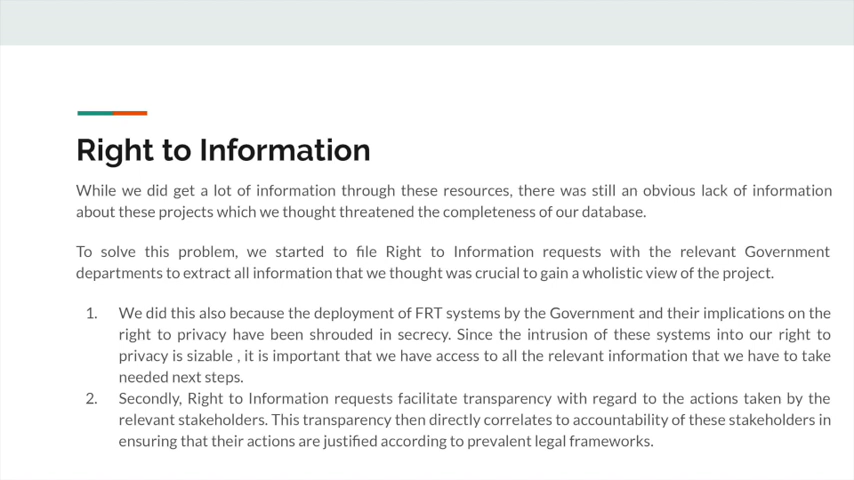 Right to Information
While we did get a lot of information through these resources, there was still an obvious lack of information
about these projects which we thought threatened the completeness of our database.
To solve this problem, we started to file Right to Information requests with the relevant Government
departments to extract all information that we thought was crucial to gain a wholistic view of the project.
1. We did this also because the deployment of FRT systems by the Government and their implications on the
right to privacy have been shrouded in secrecy. Since the intrusion of these systems into our right to
privacy is sizable , it is important that we have access to all the relevant information that we have to take
needed next steps.
2. Secondly, Right to Information requests facilitate transparency with regard to the actions taken by the
relevant stakeholders. This transparency then directly correlates to accountability of these stakeholders in
ensuring that their actions are justified according to prevalent legal frameworks.